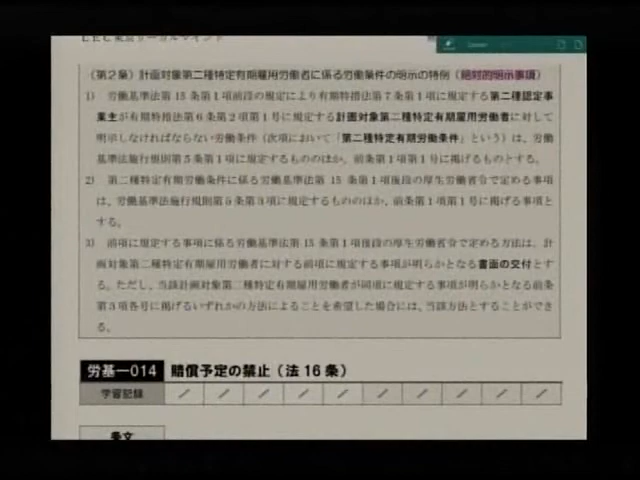 LEC東京リーガルマインド
（第2条）計画対象第二種特定有期雇用労働者に係る労働条件の明示の特例（絶対的明示事項）
1) 労働基準法第 15 条第1項前段の規定により有期特措法第7条第1項に規定する第二種認定事
業主が有期特措法第6条第2項第1号に規定する計画対象第二種特定有期雇用労働者に対して
明示しなければならない労働条件（次項において「第二種特定有期労働条件」という）は、労働
基準法施行規則第5条第1項に規定するもののほか、前条第1項第1号に掲げるものとする。
2) 第二種特定有期労働条件に係る労働基準法第 15 条第1項後段の厚生労働省令で定める事項
は、労働基準法施行規則第5条第3項に規定するもののほか、前条第1項第1号に掲げる事項と
する。
3) 前項に規定する事項に係る労働基準法第 15 条第1項後段の厚生労働省令で定める方法は、計
画対象第二種特定有期雇用労働者に対する前項に規定する事項が明らかとなる書面の交付とす
る。ただし、当該計画対象第二種特定有期雇用労働者が同項に規定する事項が明らかとなる前条
第3項各号に掲げるいずれかの方法によることを希望した場合には、当該方法とすることができ
る。
労基ー014 賠償予定の禁止（法 16 条）
学習記録 ／ ／ ／ ／ ／ ／ ／ ／ ／ ／
条文